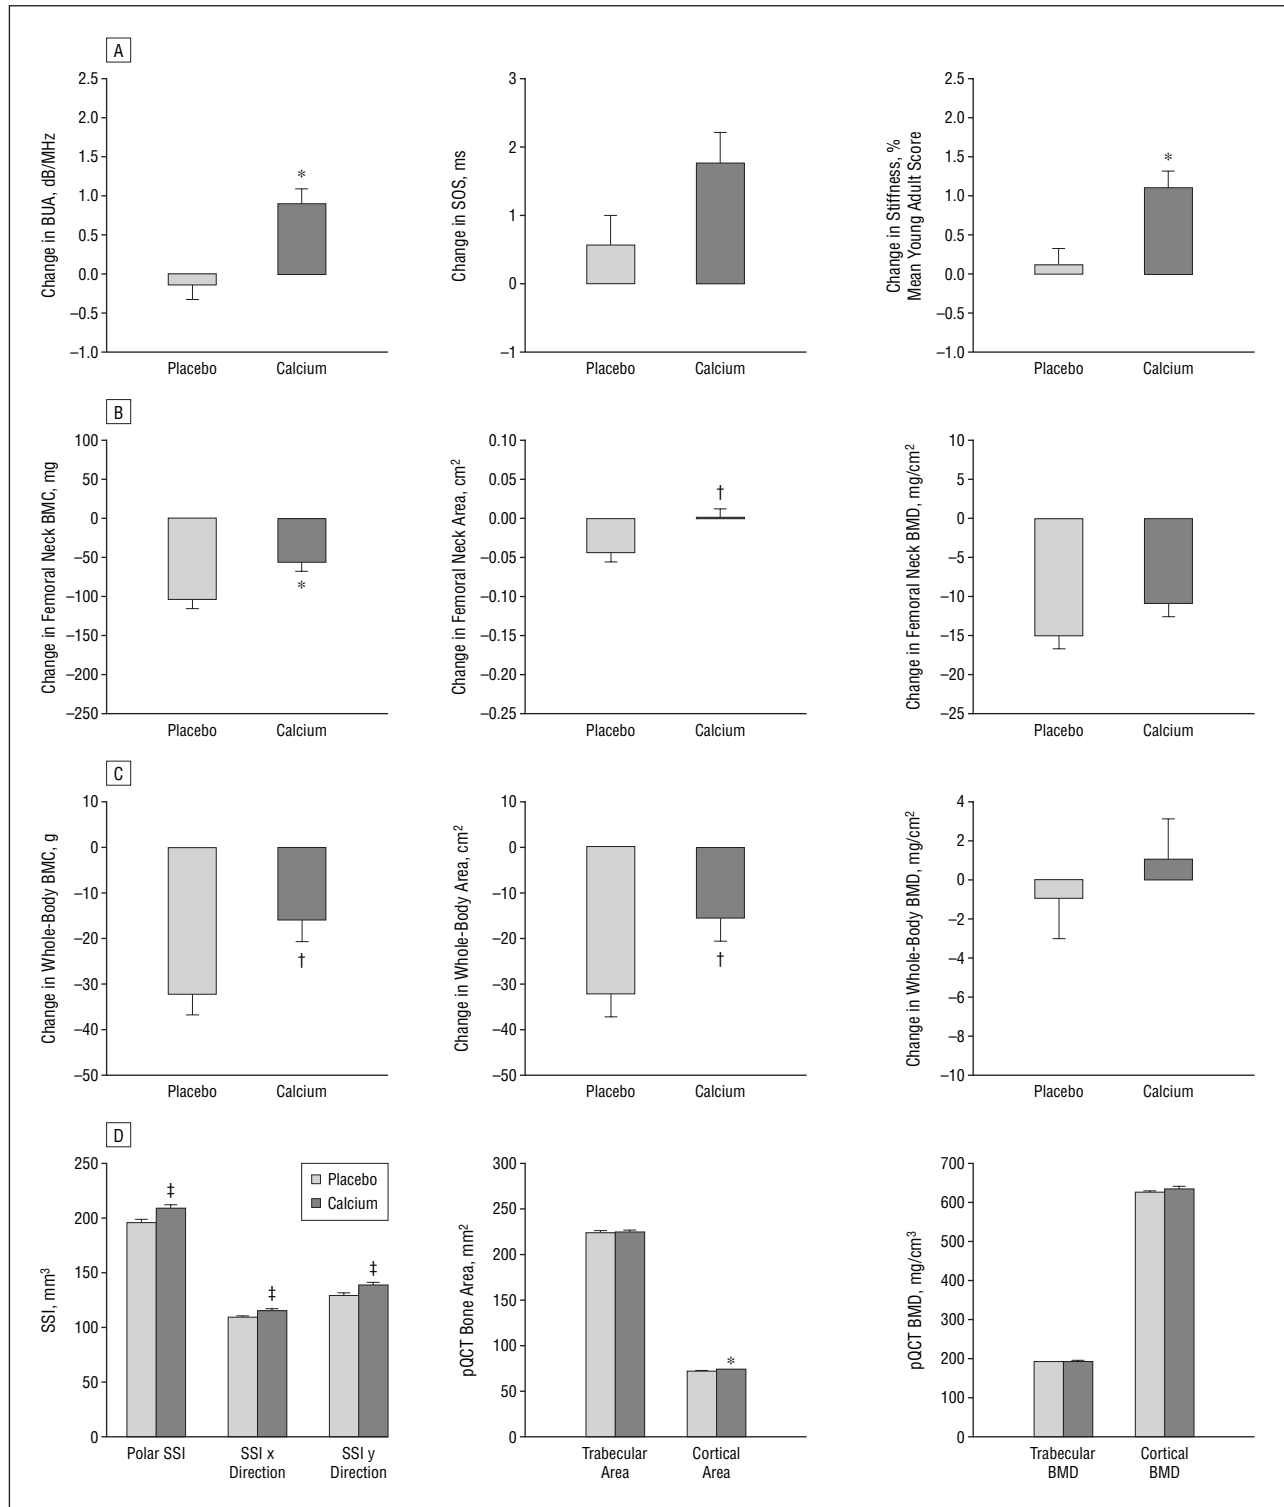 A
Change in BUA, dB/MHz
2.5
2.0
1.5
1.0
0.5
0.0
–0.5
–1.0
*
Placebo Calcium
Change in SOS, ms
3
2
1
0
–1
Placebo Calcium
Change in Stiffness, %
Mean Young Adult Score
2.5
2.0
1.5
1.0
0.5
0.0
–0.5
–1.0
*
Placebo Calcium
B
Change in Femoral Neck BMC, mg
100
50
0
–50
–100
–150
–200
–250
*
Placebo Calcium
Change in Femoral Neck Area, cm²
0.10
0.05
0.00
–0.05
–0.10
–0.15
–0.20
–0.25
†
Placebo Calcium
Change in Femoral Neck BMD, mg/cm²
10
5
0
–5
–10
–15
–20
–25
Placebo Calcium
C
Change in Whole-Body BMC, g
10
0
–10
–20
–30
–40
–50
†
Placebo Calcium
Change in Whole-Body Area, cm²
10
0
–10
–20
–30
–40
–50
†
Placebo Calcium
Change in Whole-Body BMD, mg/cm²
4
2
0
–2
–4
–6
–8
–10
Placebo Calcium
D
SSI, mm³
250
200
150
100
50
0
‡
‡
‡
Placebo
Calcium
Polar SSI
SSI x
Direction
SSI y
Direction
pQCT Bone Area, mm²
300
250
200
150
100
50
0
*
Trabecular
Area
Cortical
Area
pQCT BMD, mg/cm³
700
600
500
400
300
200
100
0
Trabecular
BMD
Cortical
BMD